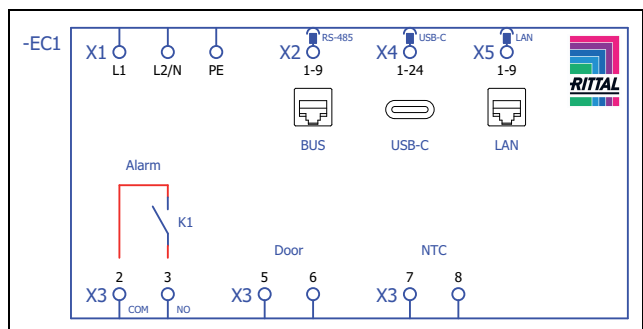 -EC1
X1 L1 L2/N PE
X2 RS-485 1-9
X4 USB-C 1-24
X5 LAN 1-9
RITTAL
BUS USB-C LAN
Alarm
K1
Door NTC
X3 2 COM 3 NO
X3 5 6
X3 7 8